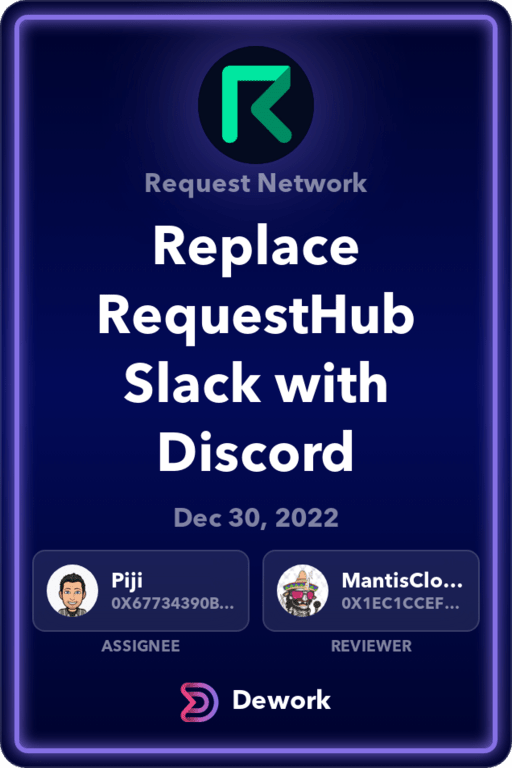 Request Network
Replace
RequestHub
Slack with
Discord
Dec 30, 2022
Piji
0X67734390B...
MantisClo...
0X1EC1CCEF...
ASSIGNEE
REVIEWER
Dework